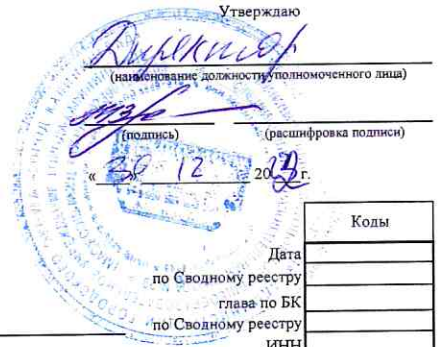 Утверждаю
Директор
(наименование должности уполномоченного лица)
(подпись) (расшифровка подписи)
« 30 » 12 20 г.
Коды
Дата
по Сводному реестру
глава по БК
по Сводному реестру
ИНН